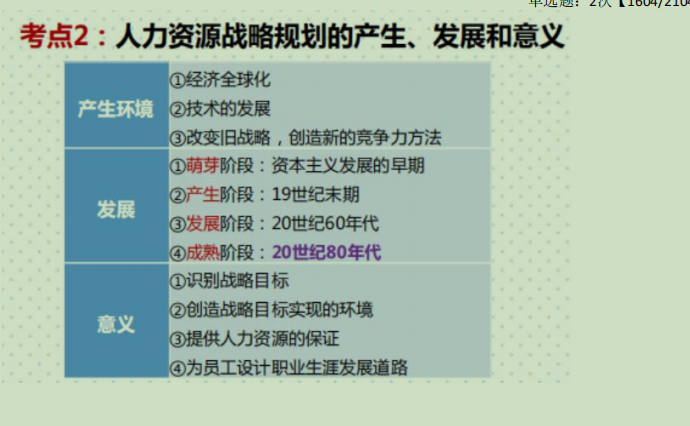 单选题：2次【1604/2104
考点2：人力资源战略规划的产生、发展和意义
产生环境
①经济全球化
②技术的发展
③改变旧战略，创造新的竞争力方法
发展
①萌芽阶段：资本主义发展的早期
②产生阶段：19世纪末期
③发展阶段：20世纪60年代
④成熟阶段：20世纪80年代
意义
①识别战略目标
②创造战略目标实现的环境
③提供人力资源的保证
④为员工设计职业生涯发展道路